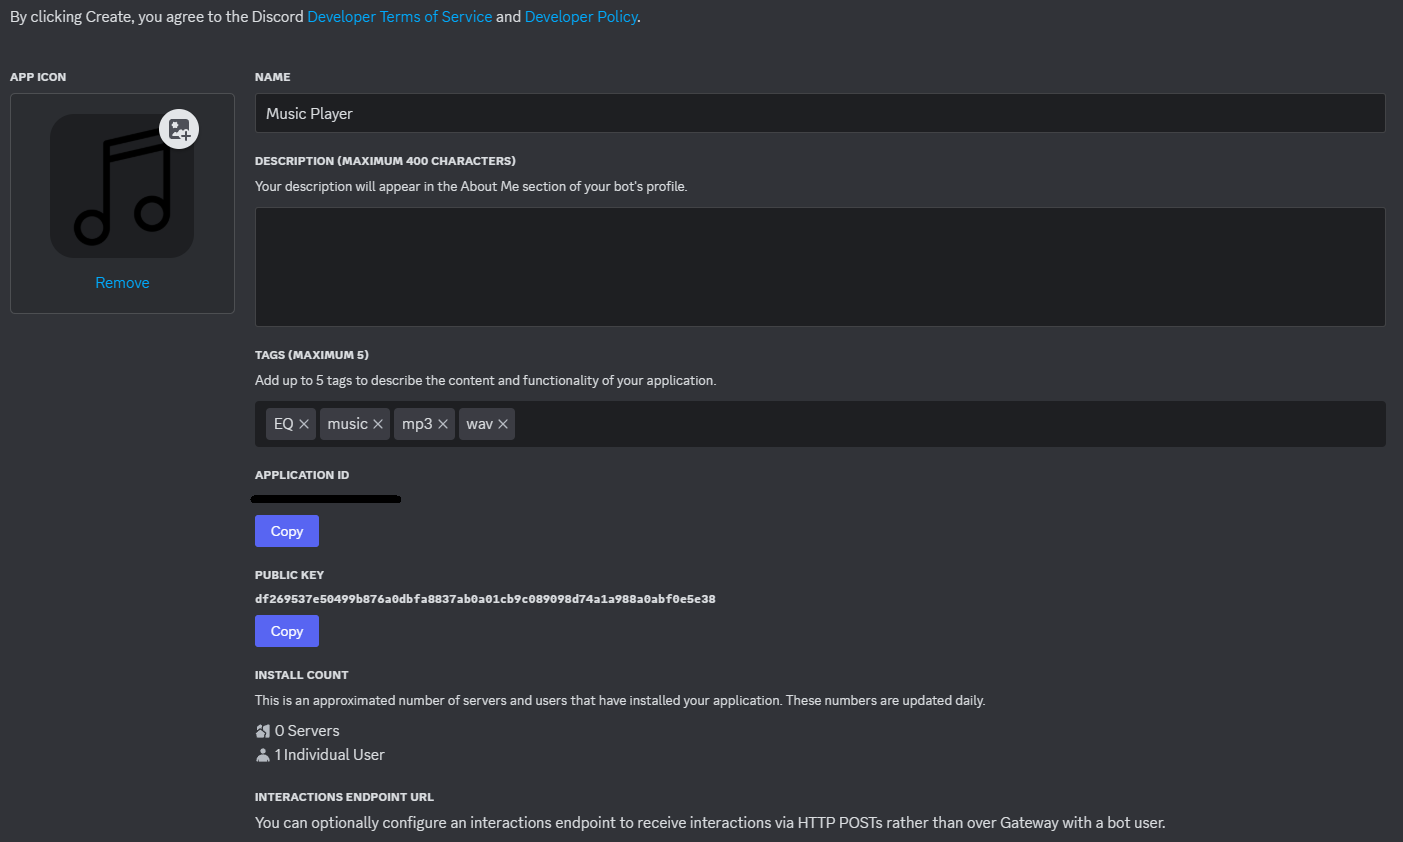 By clicking Create, you agree to the Discord Developer Terms of Service and Developer Policy.
APP ICON
Remove
NAME
Music Player
DESCRIPTION (MAXIMUM 400 CHARACTERS)
Your description will appear in the About Me section of your bot's profile.
TAGS (MAXIMUM 5)
Add up to 5 tags to describe the content and functionality of your application.
EQ music mp3 wav
APPLICATION ID
Copy
PUBLIC KEY
df269537e50499b876a0dbfa8837ab0a01cb9c089098d74a1a988a0abf0e5e38
Copy
INSTALL COUNT
This is an approximated number of servers and users that have installed your application. These numbers are updated daily.
0 Servers
1 Individual User
INTERACTIONS ENDPOINT URL
You can optionally configure an interactions endpoint to receive interactions via HTTP POSTs rather than over Gateway with a bot user.